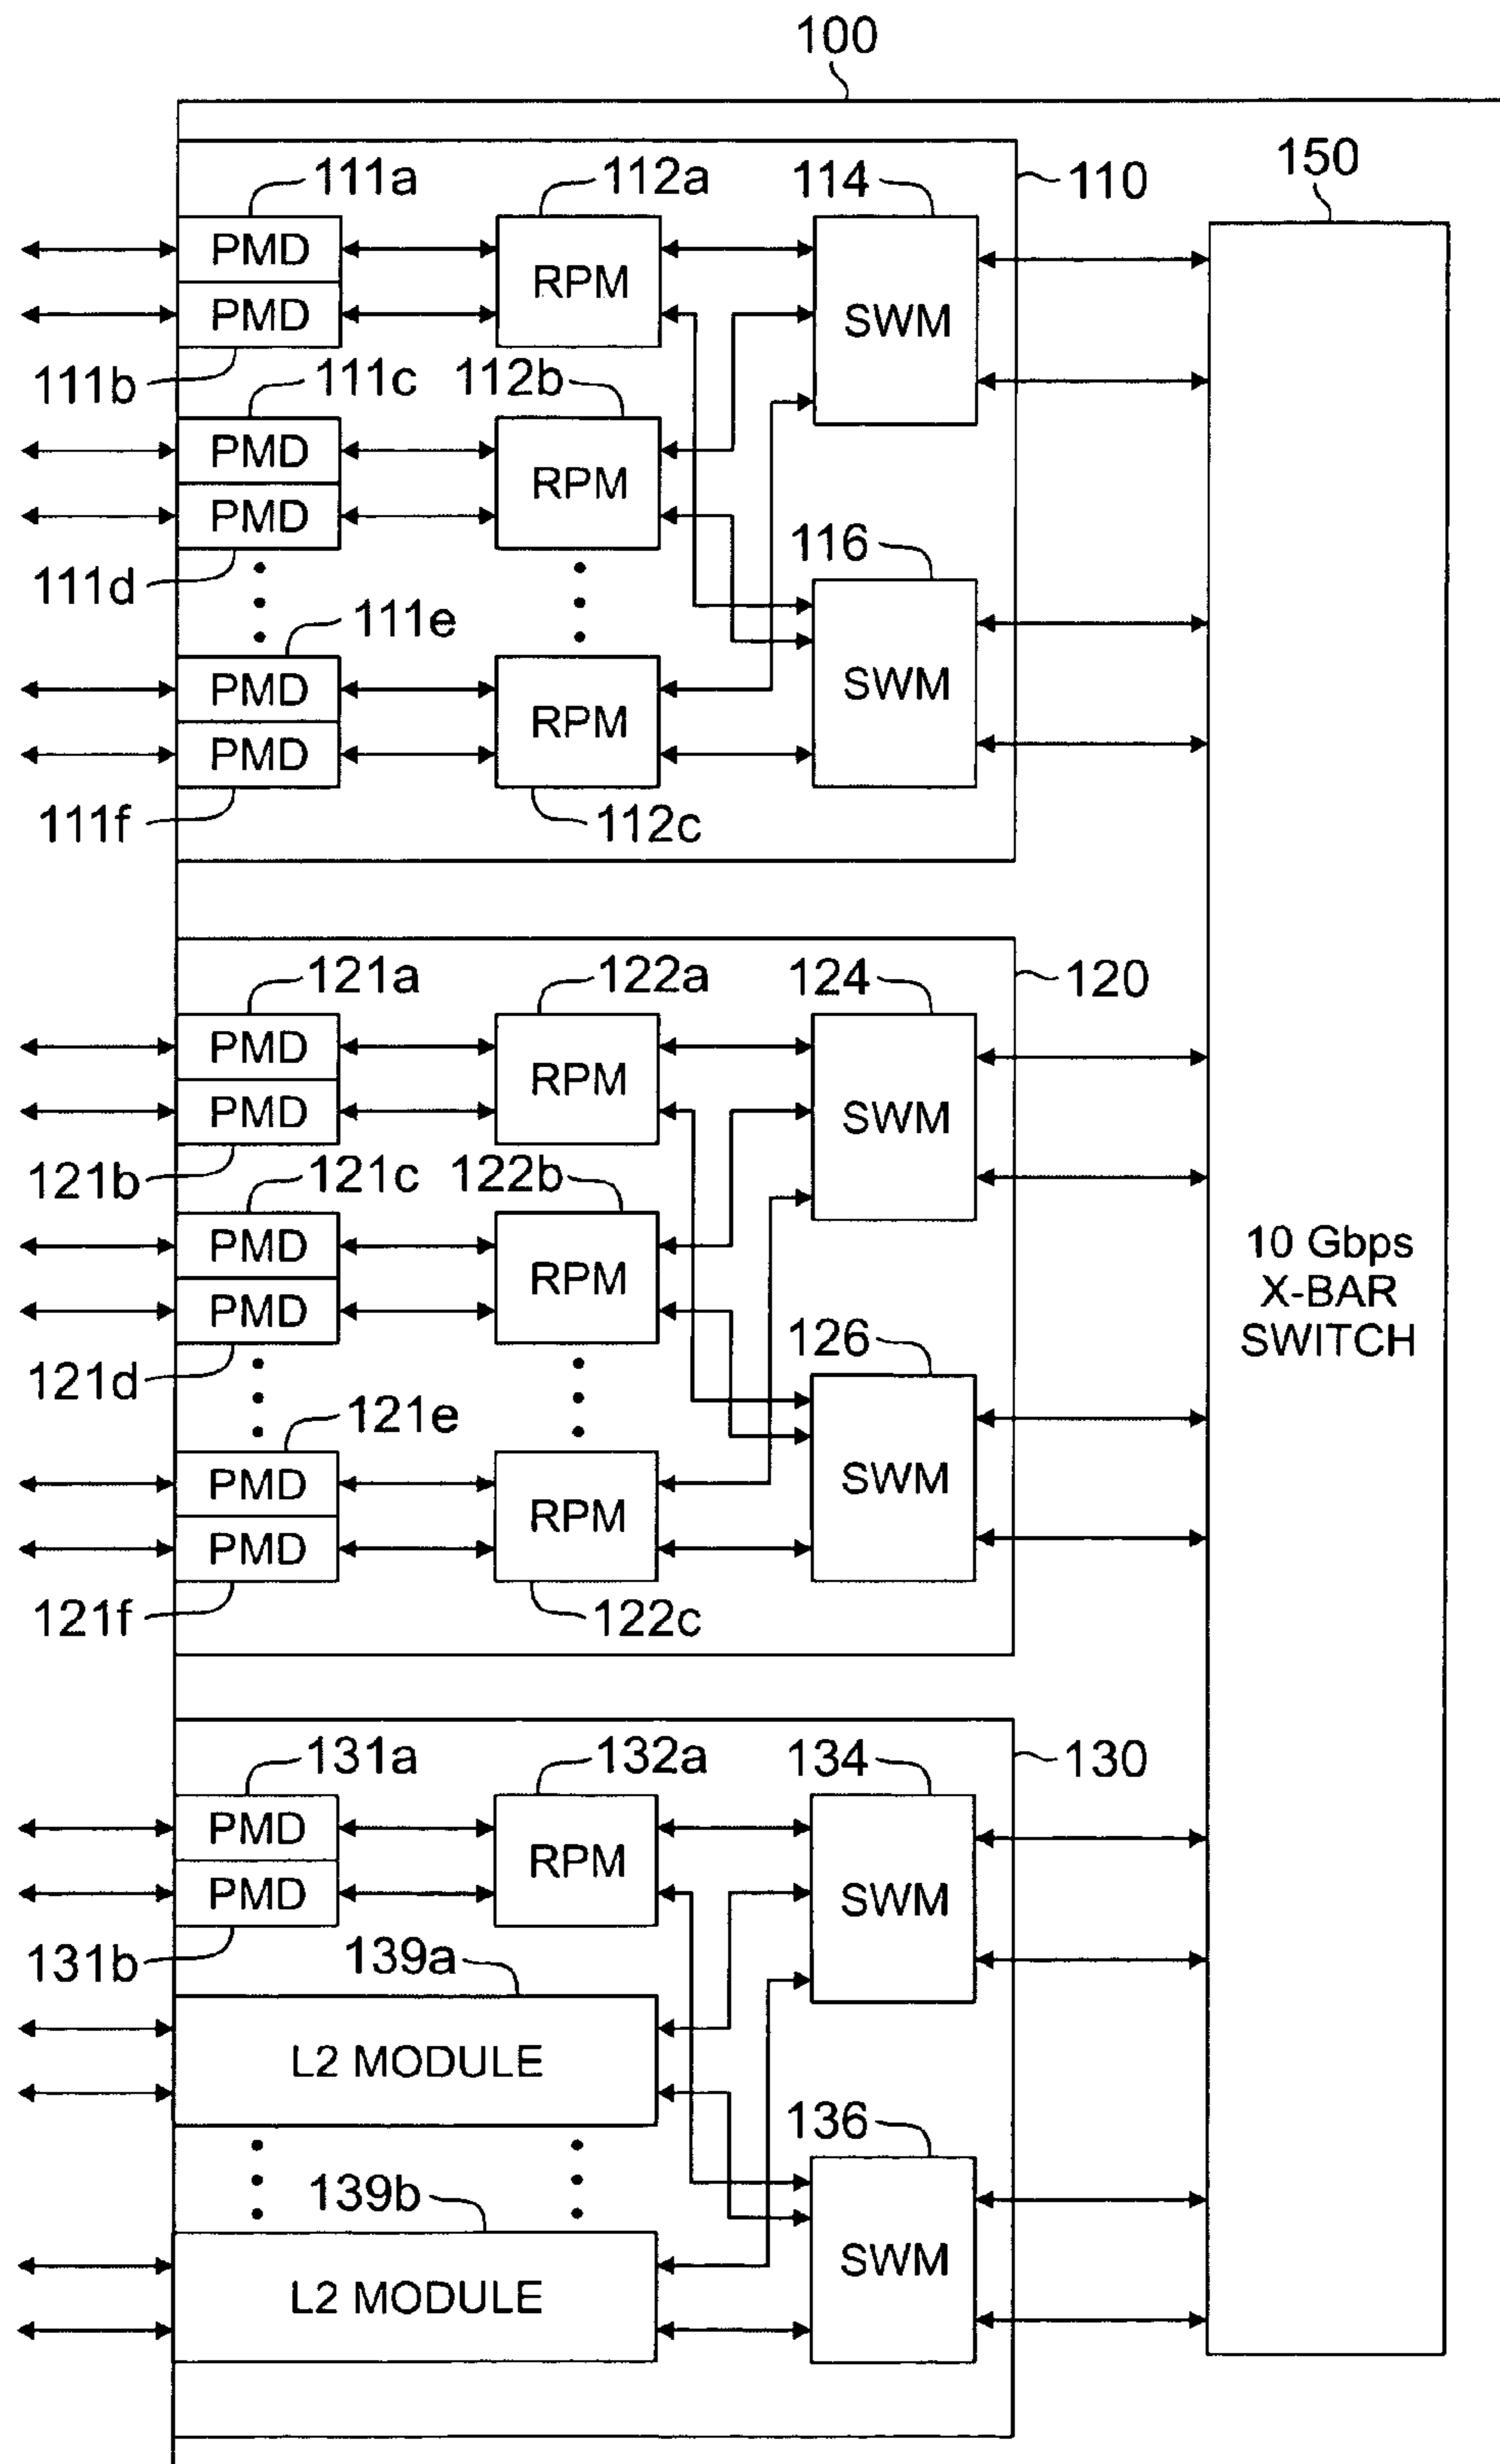 100
150
111a
112a
114
110
PMD
RPM
SWM
PMD
111b
111c
112b
PMD
RPM
PMD
111d
116
111e
PMD
RPM
SWM
PMD
111f
112c
121a
122a
124
120
PMD
RPM
SWM
PMD
121b
121c
122b
PMD
RPM
PMD
121d
126
10 Gbps
X-BAR
SWITCH
121e
PMD
RPM
SWM
PMD
121f
122c
131a
132a
134
130
PMD
RPM
SWM
PMD
131b
139a
L2 MODULE
136
139b
L2 MODULE
SWM